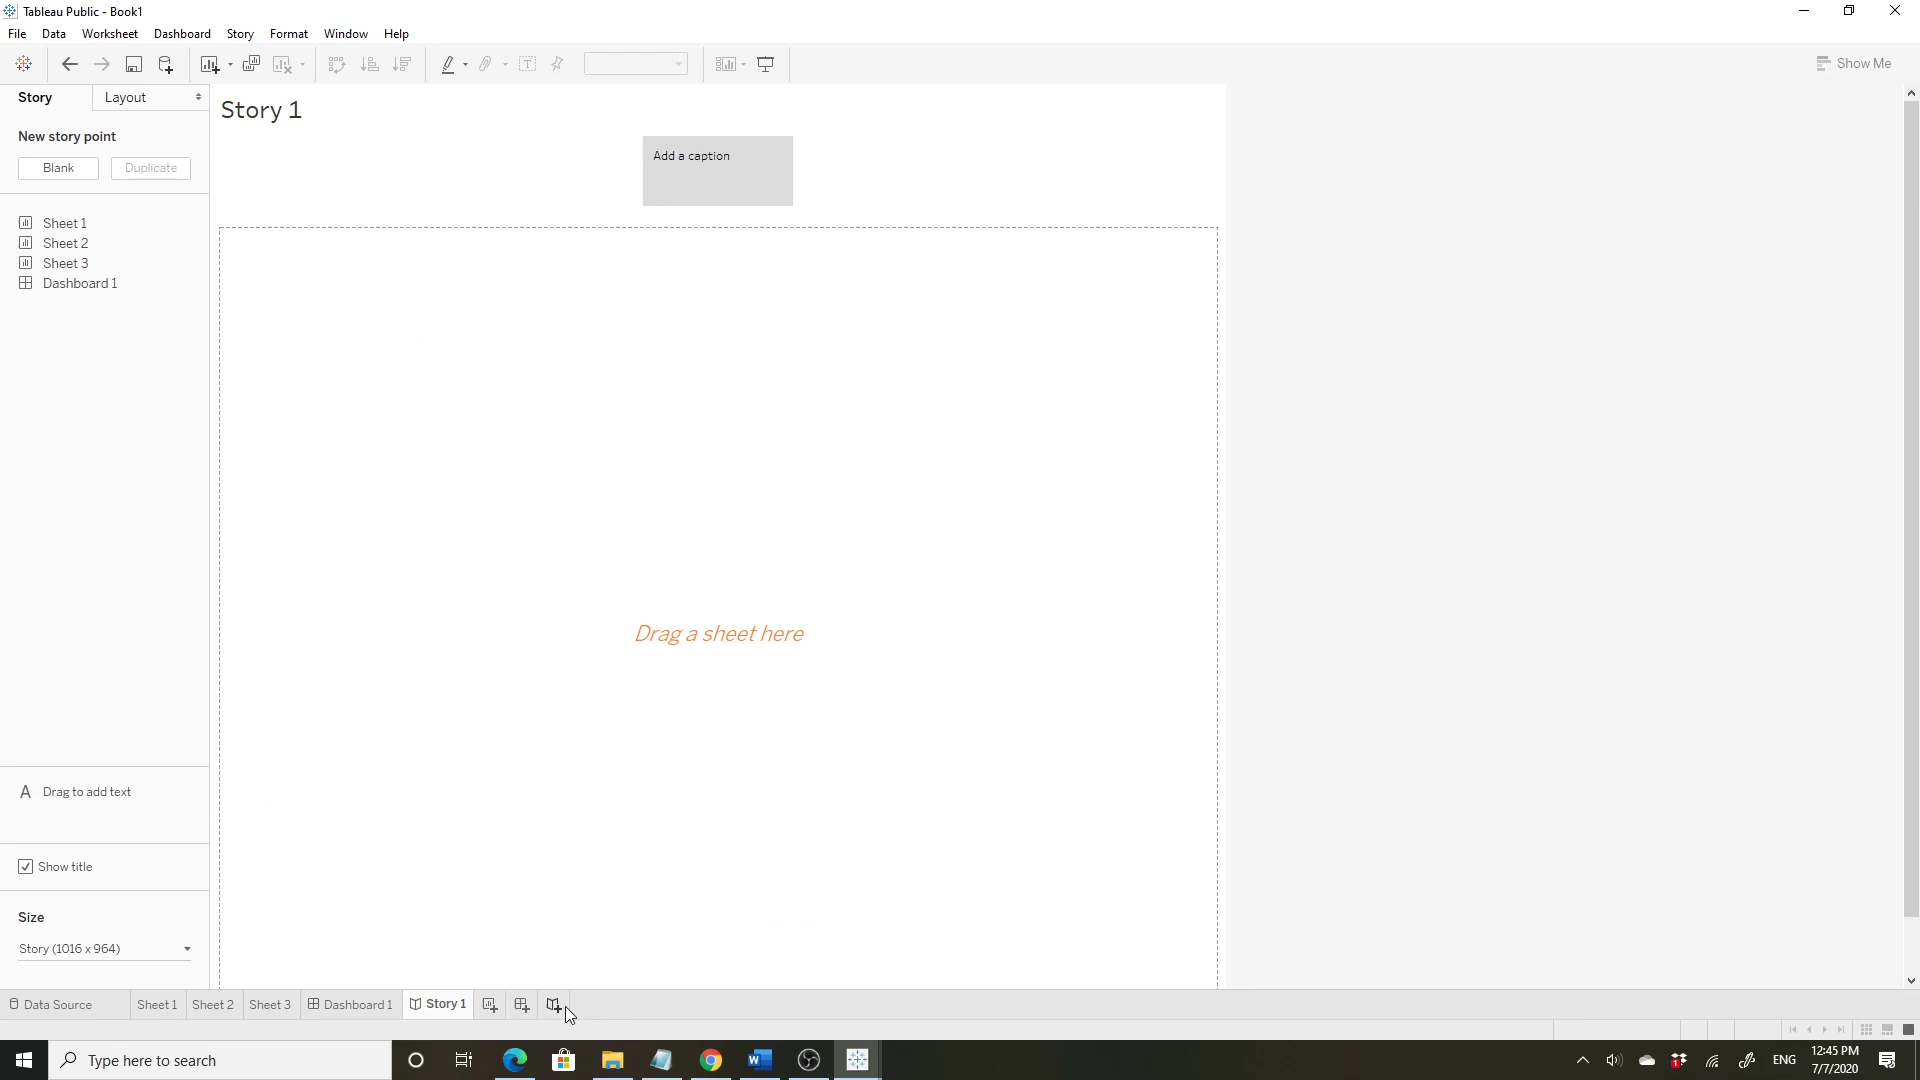 Tableau Public - Book1
File Data Worksheet Dashboard Story Format Window Help
Show Me
Story Layout
New story point
Blank Duplicate
Sheet 1
Sheet 2
Sheet 3
Dashboard 1
A Drag to add text
Show title
Size
Story (1016 x 964)
Story 1
Add a caption
Drag a sheet here
Data Source Sheet 1 Sheet 2 Sheet 3 Dashboard 1 Story 1
Type here to search
ENG
12:45 PM
7/7/2020